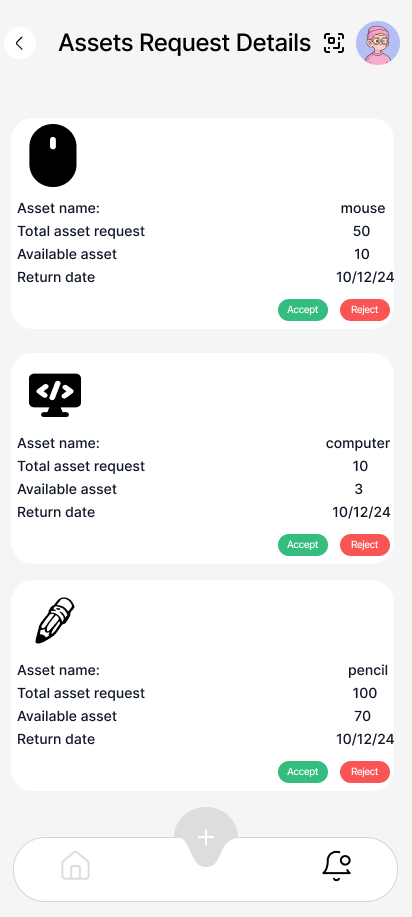 Assets Request Details
Asset name: mouse
Total asset request 50
Available asset 10
Return date 10/12/24
Accept Reject
Asset name: computer
Total asset request 10
Available asset 3
Return date 10/12/24
Accept Reject
Asset name: pencil
Total asset request 100
Available asset 70
Return date 10/12/24
Accept Reject